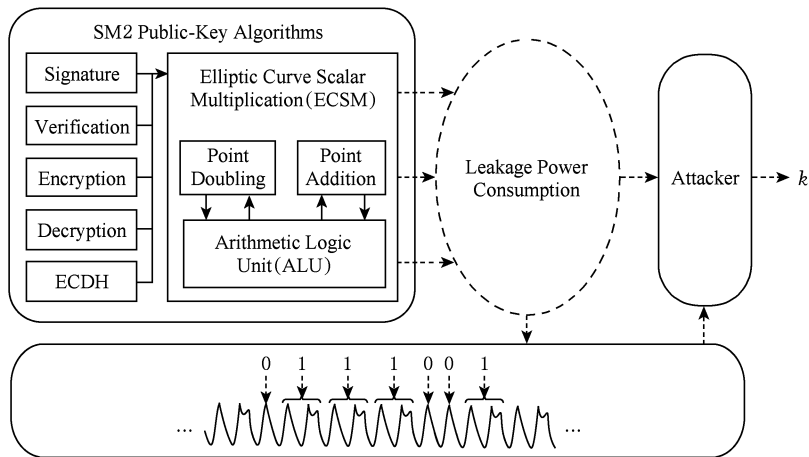 SM2 Public-Key Algorithms
Signature
Verification
Encryption
Decryption
ECDH
Elliptic Curve Scalar
Multiplication(ECSM)
Point
Doubling
Point
Addition
Arithmetic Logic
Unit(ALU)
Leakage Power
Consumption
Attacker
k
0 1 1 1 0 0 1
... ...